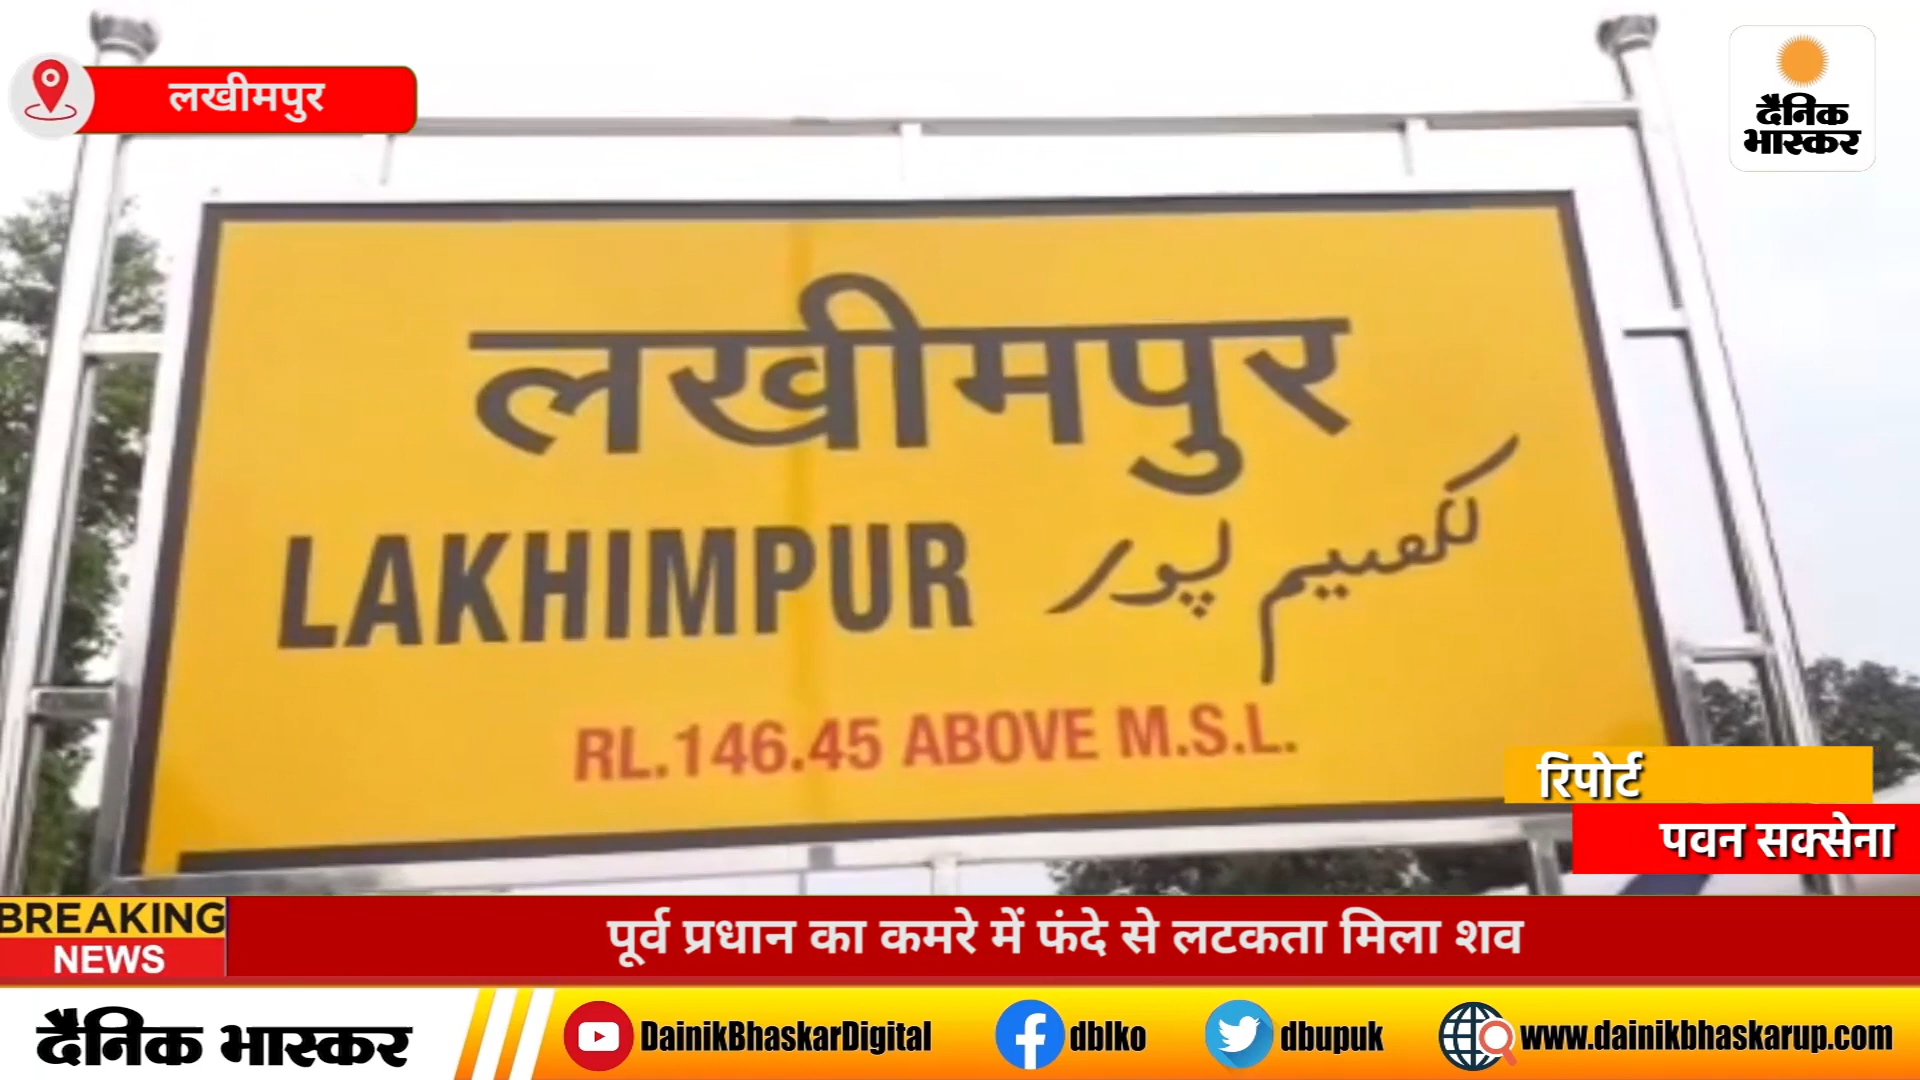 लखीमपुर
दैनिक
भास्कर
लखीमपुर
LAKHIMPUR لکھیم پور
RL.146.45 ABOVE M.S.L.
रिपोर्ट
पवन सक्सेना
BREAKING
NEWS
पूर्व प्रधान का कमरे में फंदे से लटकता मिला शव
दैनिक भास्कर DainikBhaskarDigital dblko dbupuk www.dainikbhaskarup.com